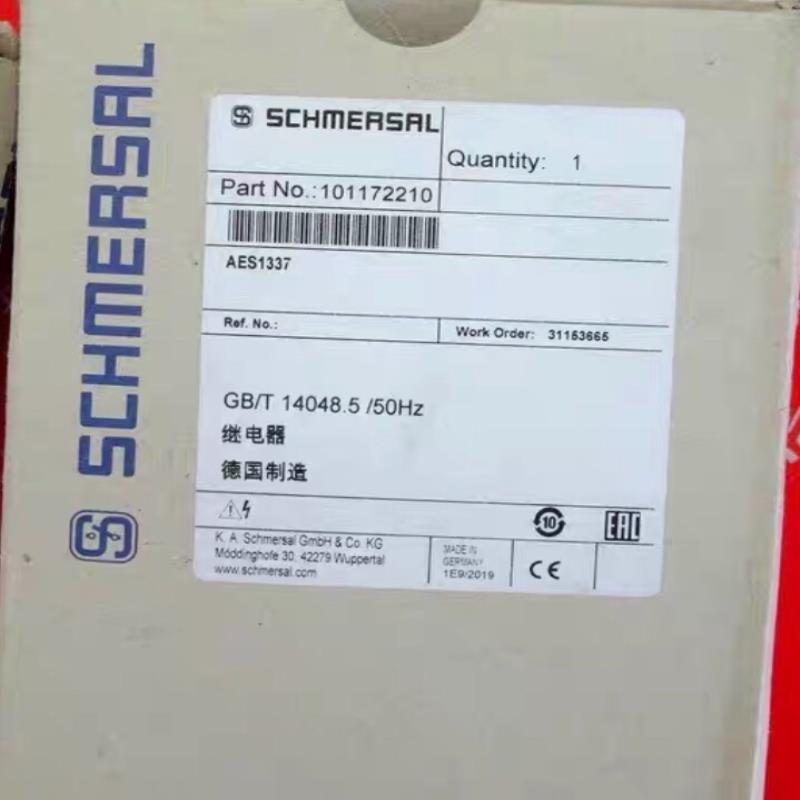 SCHMERSAL
SCHMERSAL
Quantity: 1
Part No.:101172210
AES1337
Ref. No.:
Work Order: 31153665
GB/T 14048.5 /50Hz
继电器
德国制造
10
EAC
K. A. Schmersal GmbH & Co. KG
Möddinghofe 30, 42279 Wuppertal
www.schmersal.com
MADE IN
GERMANY
1E9/2019
CE